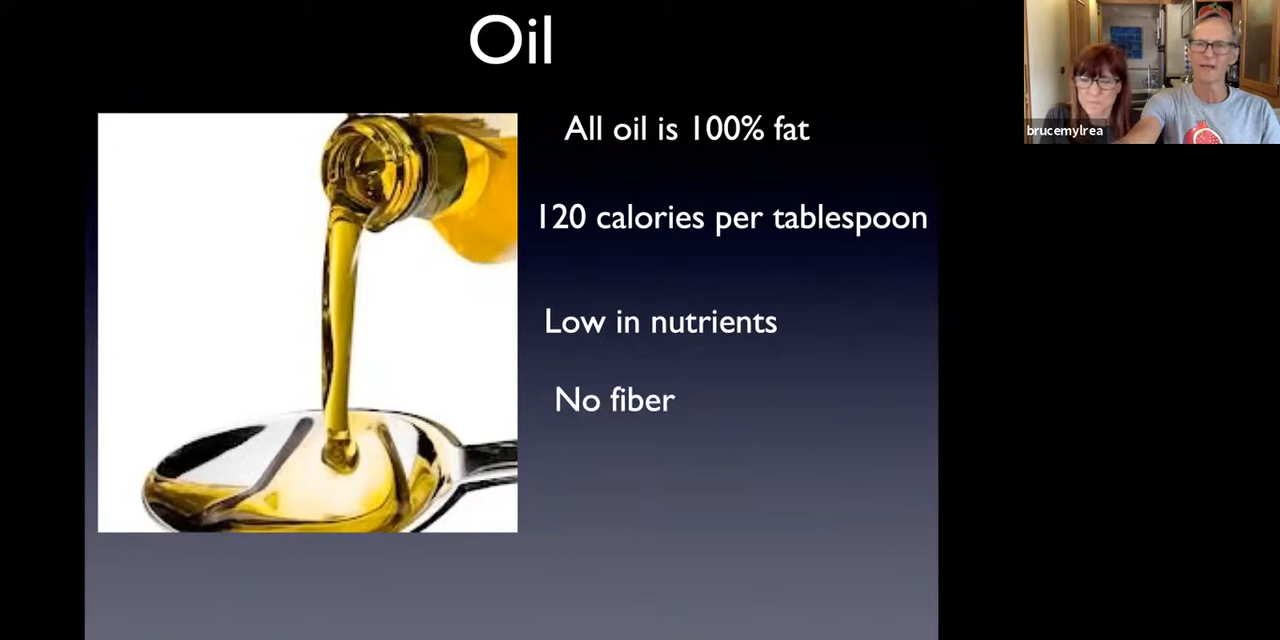 Oil
All oil is 100% fat
120 calories per tablespoon
Low in nutrients
No fiber
brucemylrea